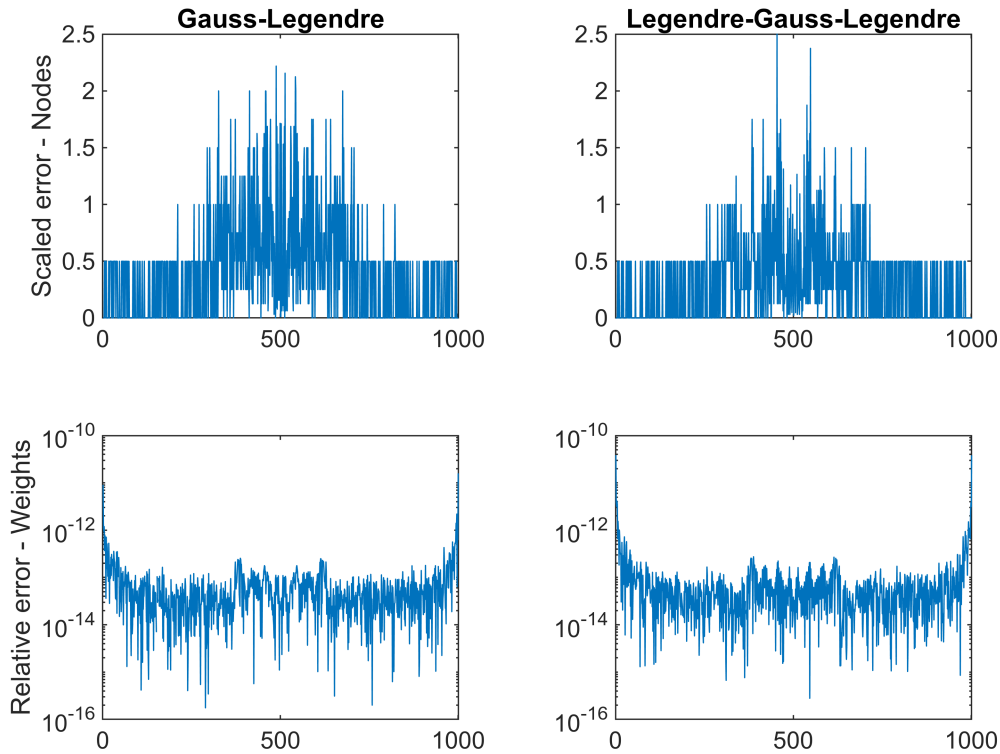 Gauss-Legendre
Scaled error - Nodes
2.5
2
1.5
1
0.5
0
0 500 1000
Legendre-Gauss-Legendre
2.5
2
1.5
1
0.5
0
0 500 1000
Relative error - Weights
10^-10
10^-12
10^-14
10^-16
0 500 1000
10^-10
10^-12
10^-14
10^-16
0 500 1000